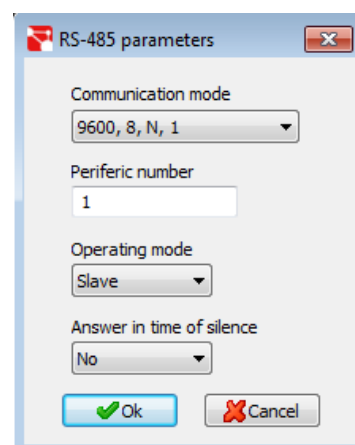 RS-485 parameters
Communication mode
9600, 8, N, 1
Periferic number
1
Operating mode
Slave
Answer in time of silence
No
Ok
Cancel